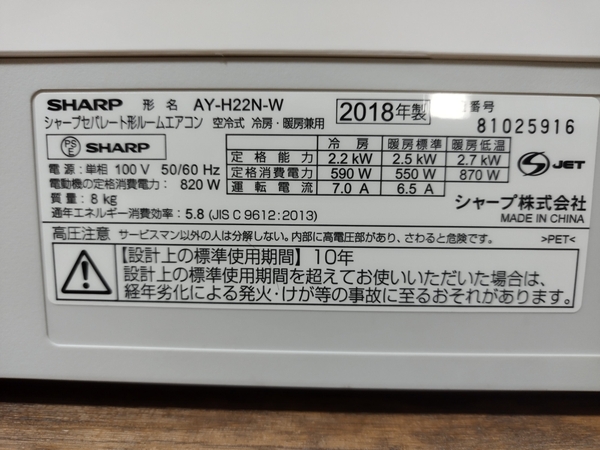 SHARP 形名 AY-H22N-W 2018年製 番号
シャープセパレート形ルームエアコン 空冷式 冷房・暖房兼用 81025916
PSE SHARP
電源:単相 100 V 50/60 Hz
電動機の定格消費電力: 820 W
質量:8 kg
通年エネルギー消費効率:5.8 (JIS C 9612:2013)
冷房 暖房標準 暖房低温
定格能力 2.2 kW 2.5 kW 2.7 kW
定格消費電力 590 W 550 W 870 W
運転電流 7.0 A 6.5 A
JET
シャープ株式会社
MADE IN CHINA
高圧注意 サービスマン以外の人は分解しない。内部に高電圧部があり、さわると危険です。 >PET<
【設計上の標準使用期間】10年
設計上の標準使用期間を超えてお使いいただいた場合は、
経年劣化による発火・けが等の事故に至るおそれがあります。